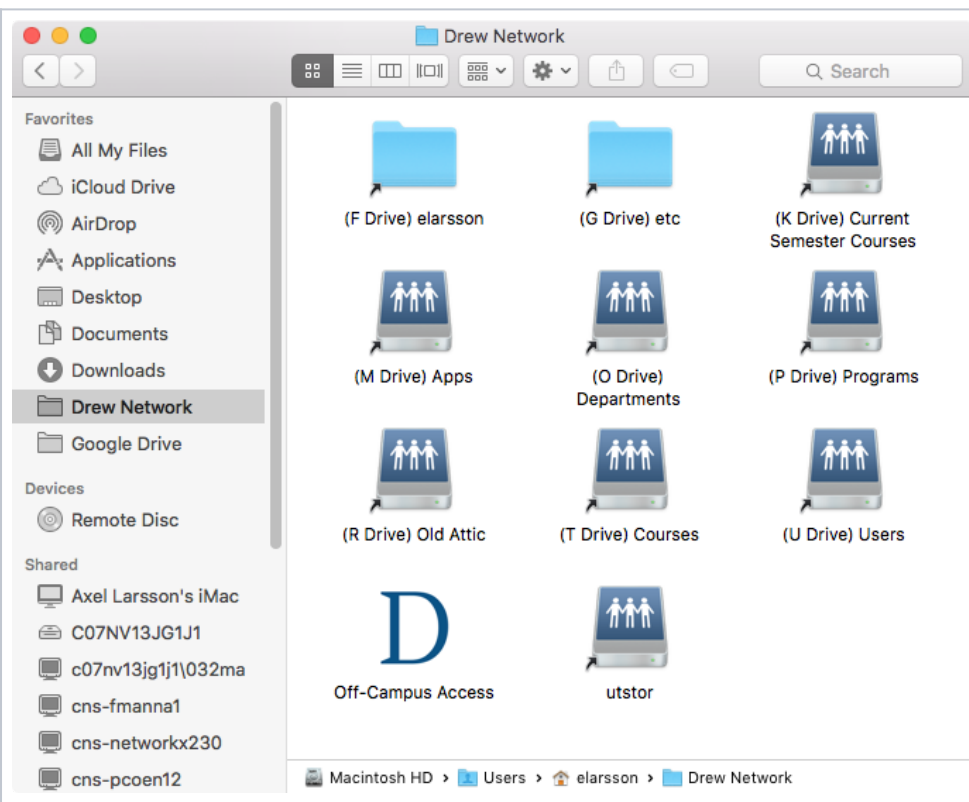 Drew Network
Search
Favorites
All My Files
iCloud Drive
AirDrop
Applications
Desktop
Documents
Downloads
Drew Network
Google Drive
Devices
Remote Disc
Shared
Axel Larsson's iMac
C07NV13JG1J1
c07nv13jg1j1\032ma
cns-fmanna1
cns-networkx230
cns-pcoen12
(F Drive) elarsson
(G Drive) etc
(K Drive) Current
Semester Courses
(M Drive) Apps
(O Drive)
Departments
(P Drive) Programs
(R Drive) Old Attic
(T Drive) Courses
(U Drive) Users
D
Off-Campus Access
utstor
Macintosh HD › Users › elarsson › Drew Network